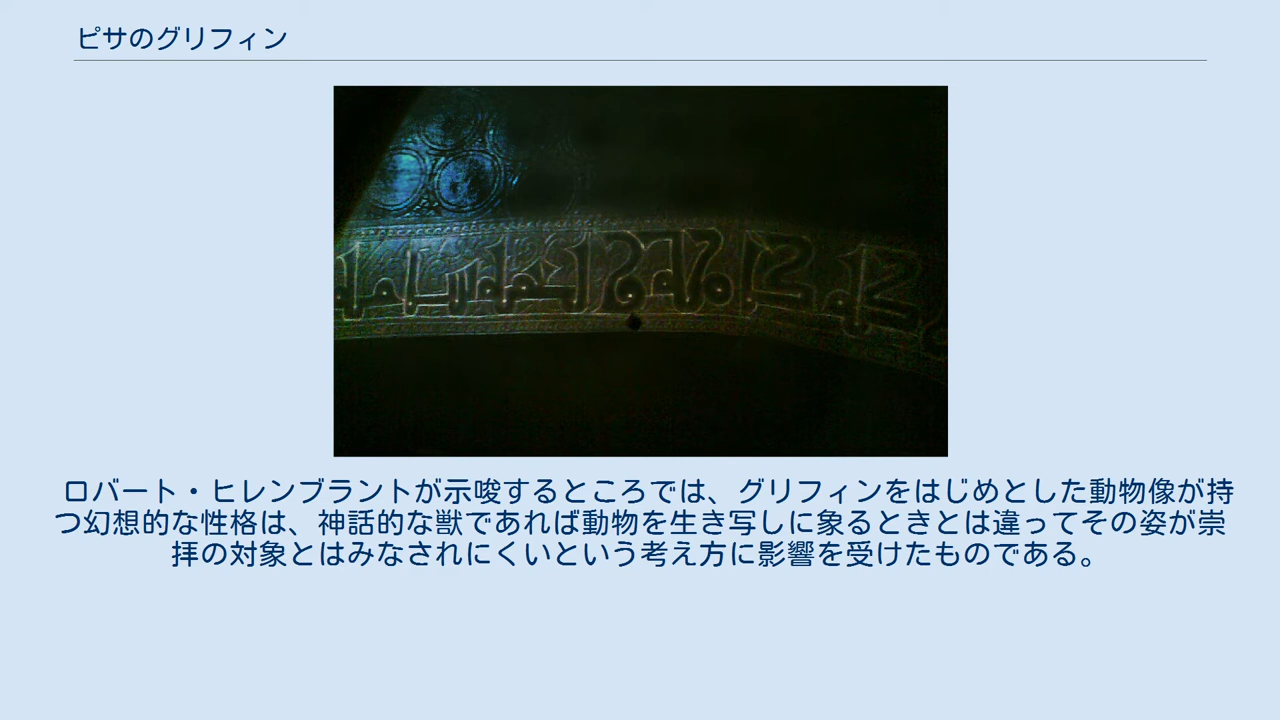 ピサのグリフィン
ロバート・ヒレンブラントが示唆するところでは、グリフィンをはじめとした動物像が持
つ幻想的な性格は、神話的な獣であれば動物を生き写しに象るときとは違ってその姿が崇
拝の対象とはみなされにくいという考え方に影響を受けたものである。